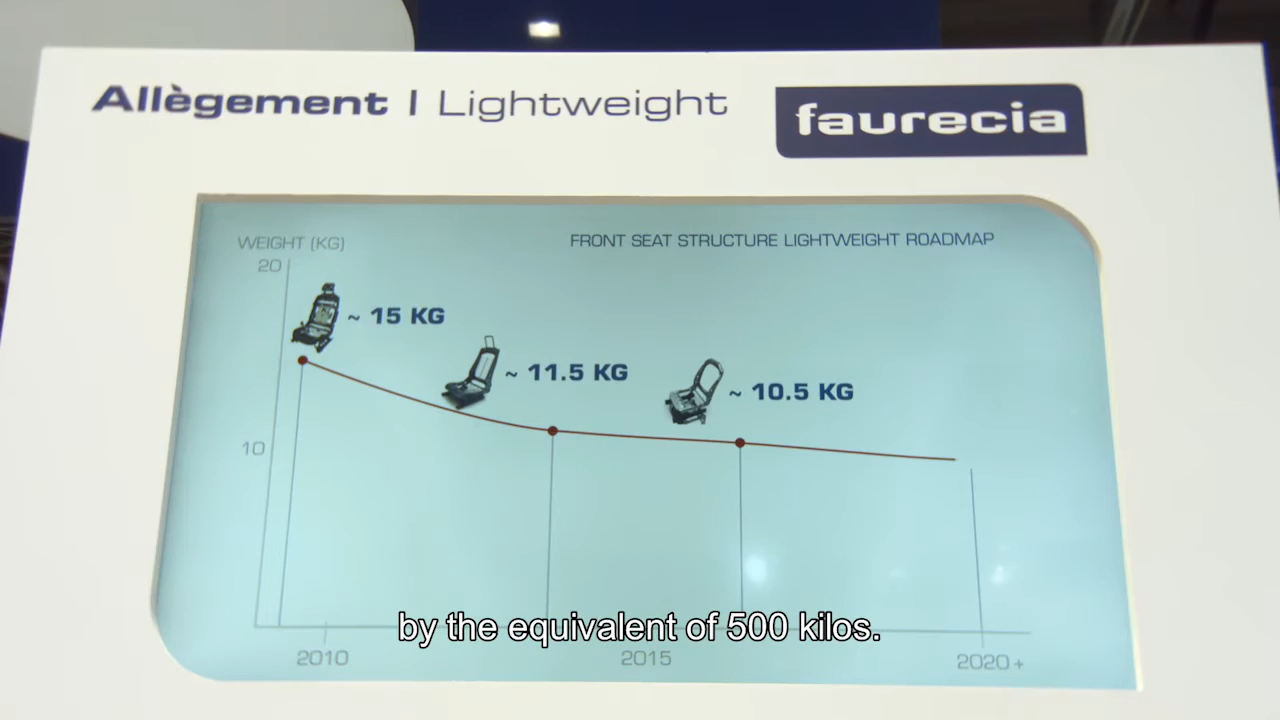 Allègement | Lightweight
faurecia
WEIGHT (KG)
FRONT SEAT STRUCTURE LIGHTWEIGHT ROADMAP
20
~ 15 KG
~ 11.5 KG
~ 10.5 KG
10
by the equivalent of 500 kilos.
2010
2015
2020+